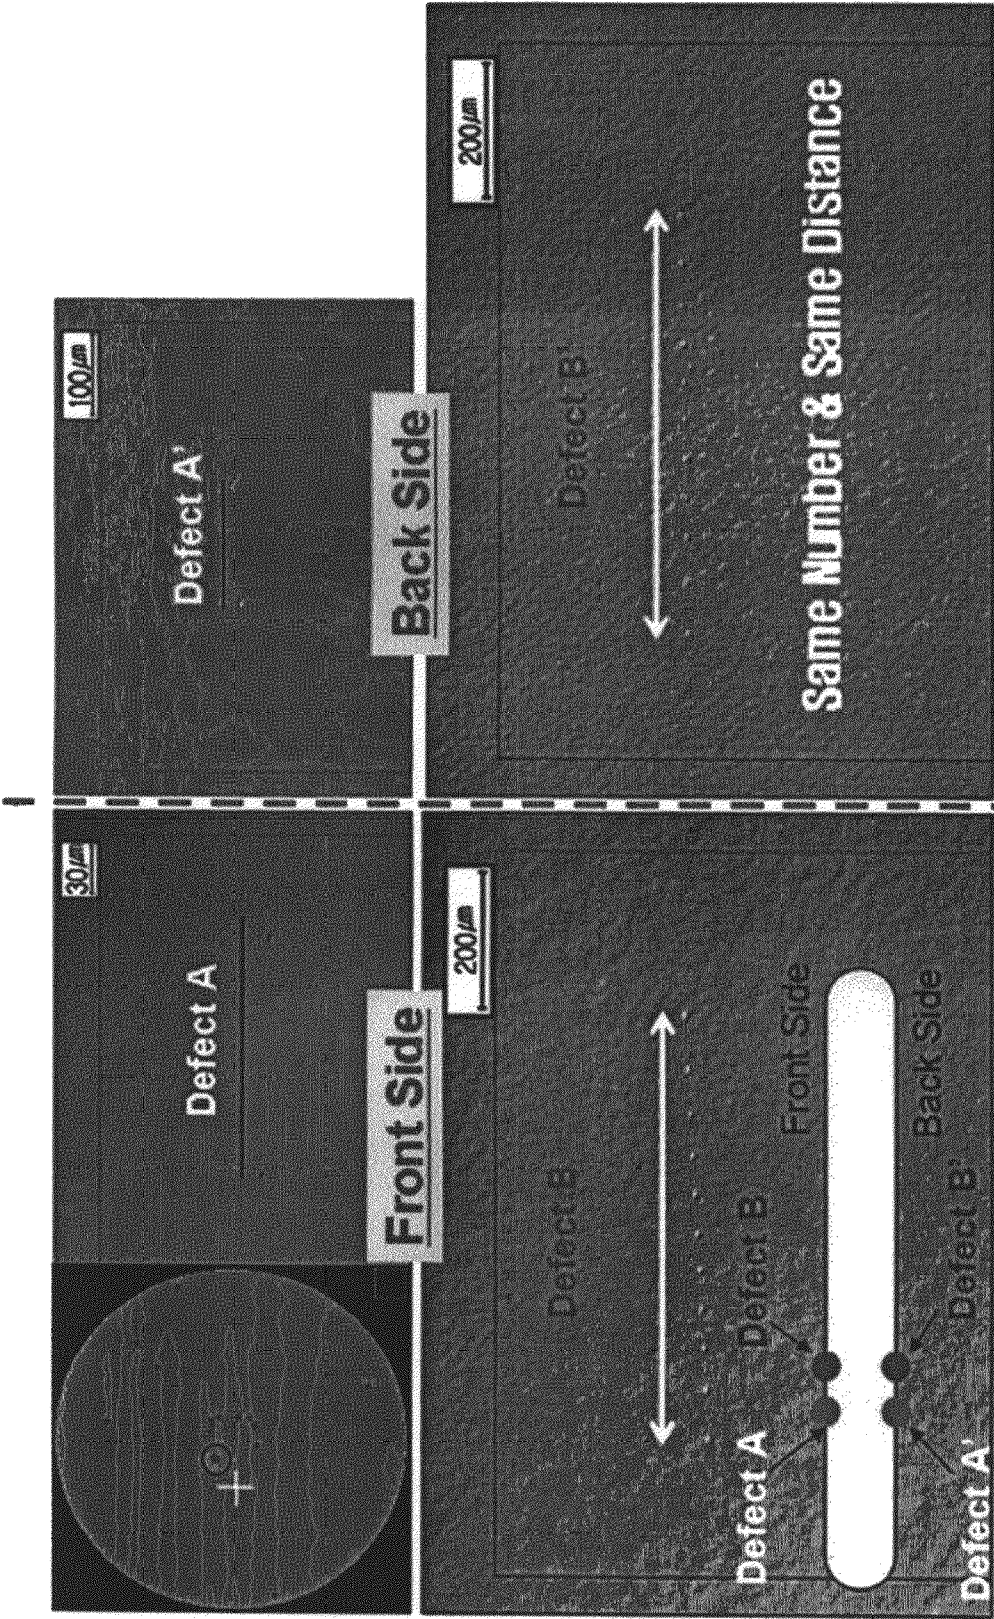 Front Side
Back Side
30㎛
Defect A
100㎛
Defect A'
200㎛
Defect B
Defect A
Defect B
Front Side
Back Side
Defect A'
Defect B'
200㎛
Defect B'
Same Number & Same Distance